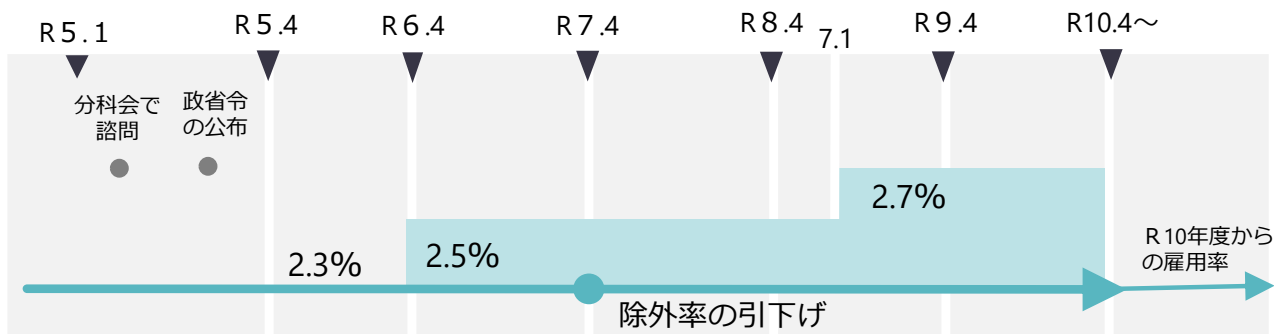 R５.１
R５.４
R６.４
R７.４
R８.４
7.1
R９.４
R10.４～
分科会で
諮問
政省令
の公布
2.3%
2.5%
2.7%
R10年度から
の雇用率
除外率の引下げ